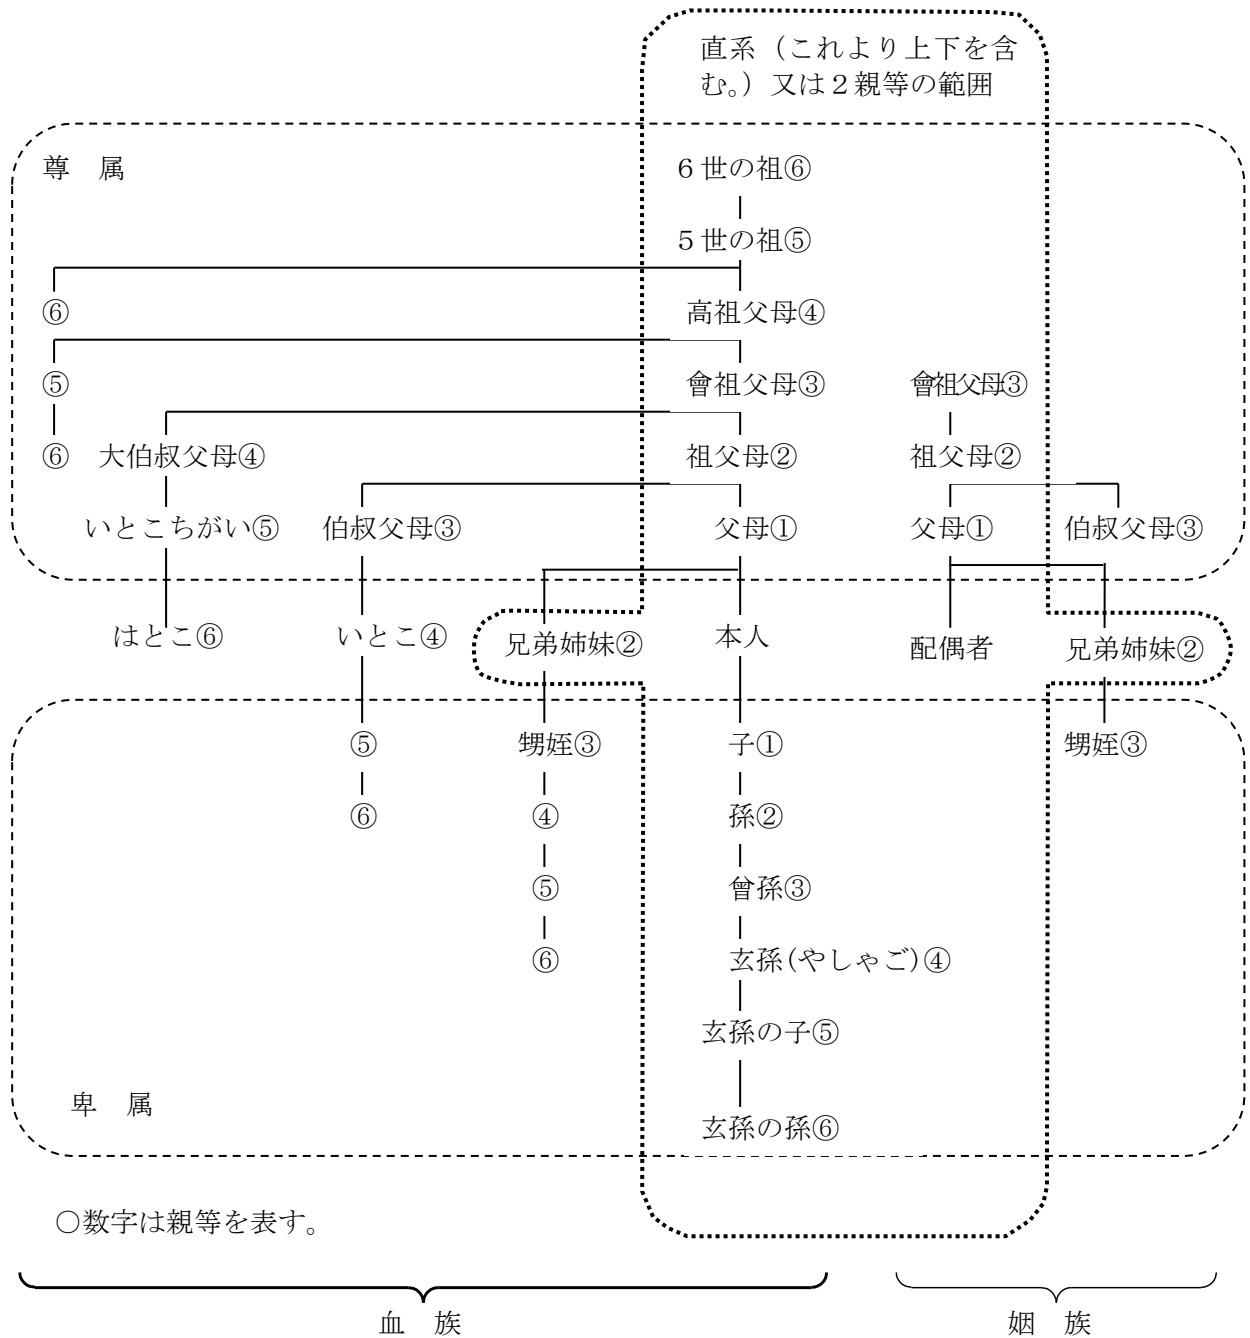 直系（これより上下を含
む。）又は２親等の範囲
尊　属
６世の祖⑥
５世の祖⑤
⑥
高祖父母④
⑤
曾祖父母③
曾祖父母③
⑥
大伯叔父母④
祖父母②
祖父母②
いとこちがい⑤
伯叔父母③
父母①
父母①
伯叔父母③
はとこ⑥
いとこ④
兄弟姉妹②
本人
配偶者
兄弟姉妹②
⑤
甥姪③
子①
甥姪③
⑥
④
孫②
⑤
曾孫③
⑥
玄孫(やしゃご)④
玄孫の子⑤
卑　属
玄孫の孫⑥
○数字は親等を表す。
血　族
姻　族